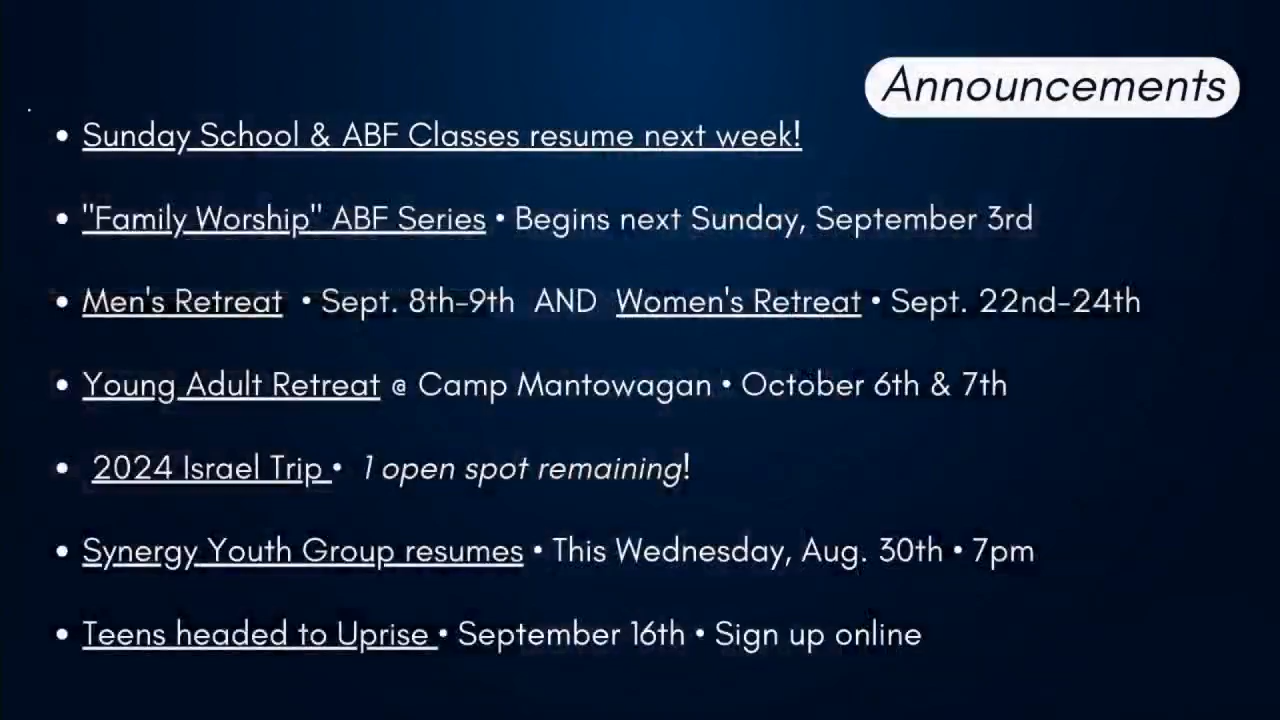 Announcements
• Sunday School & ABF Classes resume next week!
• "Family Worship" ABF Series • Begins next Sunday, September 3rd
• Men's Retreat • Sept. 8th-9th AND Women's Retreat • Sept. 22nd-24th
• Young Adult Retreat @ Camp Mantowagan • October 6th & 7th
• 2024 Israel Trip • 1 open spot remaining!
• Synergy Youth Group resumes • This Wednesday, Aug. 30th • 7pm
• Teens headed to Uprise • September 16th • Sign up online